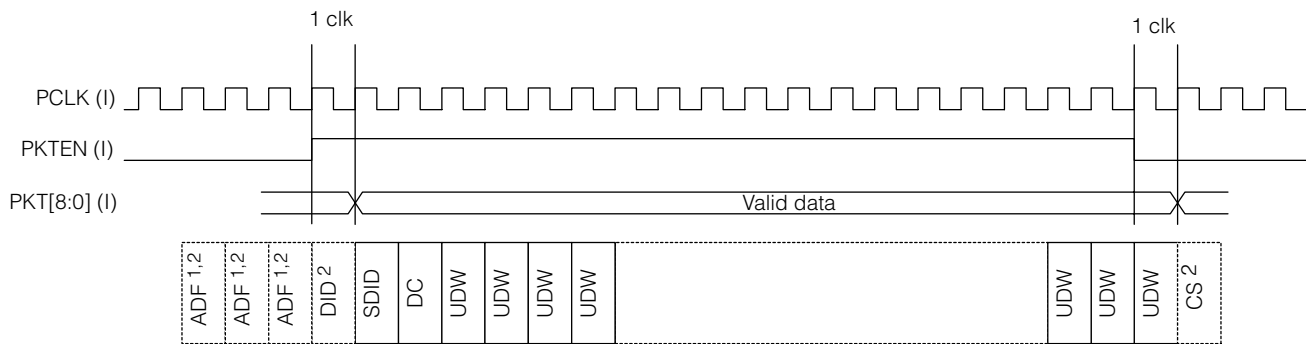 1 clk 1 clk
PCLK (I)
PKTEN (I)
PKT[8:0] (I) Valid data
ADF 1,2 ADF 1,2 ADF 1,2 DID 2 SDID DC UDW UDW UDW UDW UDW UDW UDW CS 2